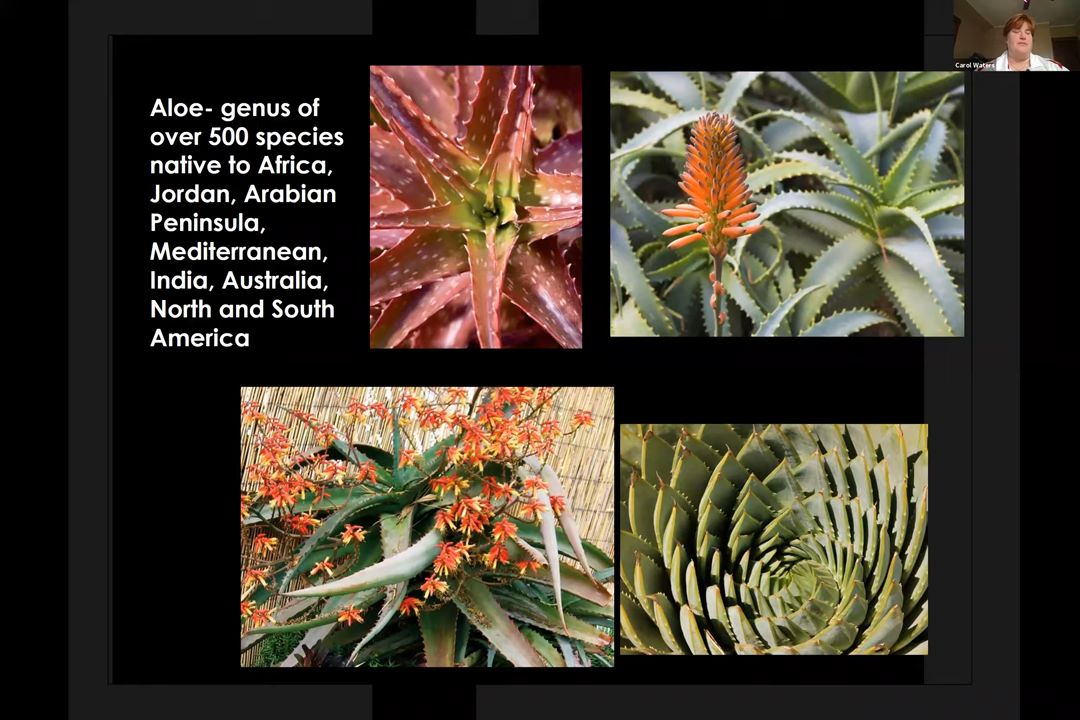 Aloe- genus of
over 500 species
native to Africa,
Jordan, Arabian
Peninsula,
Mediterranean,
India, Australia,
North and South
America
Carol Waters